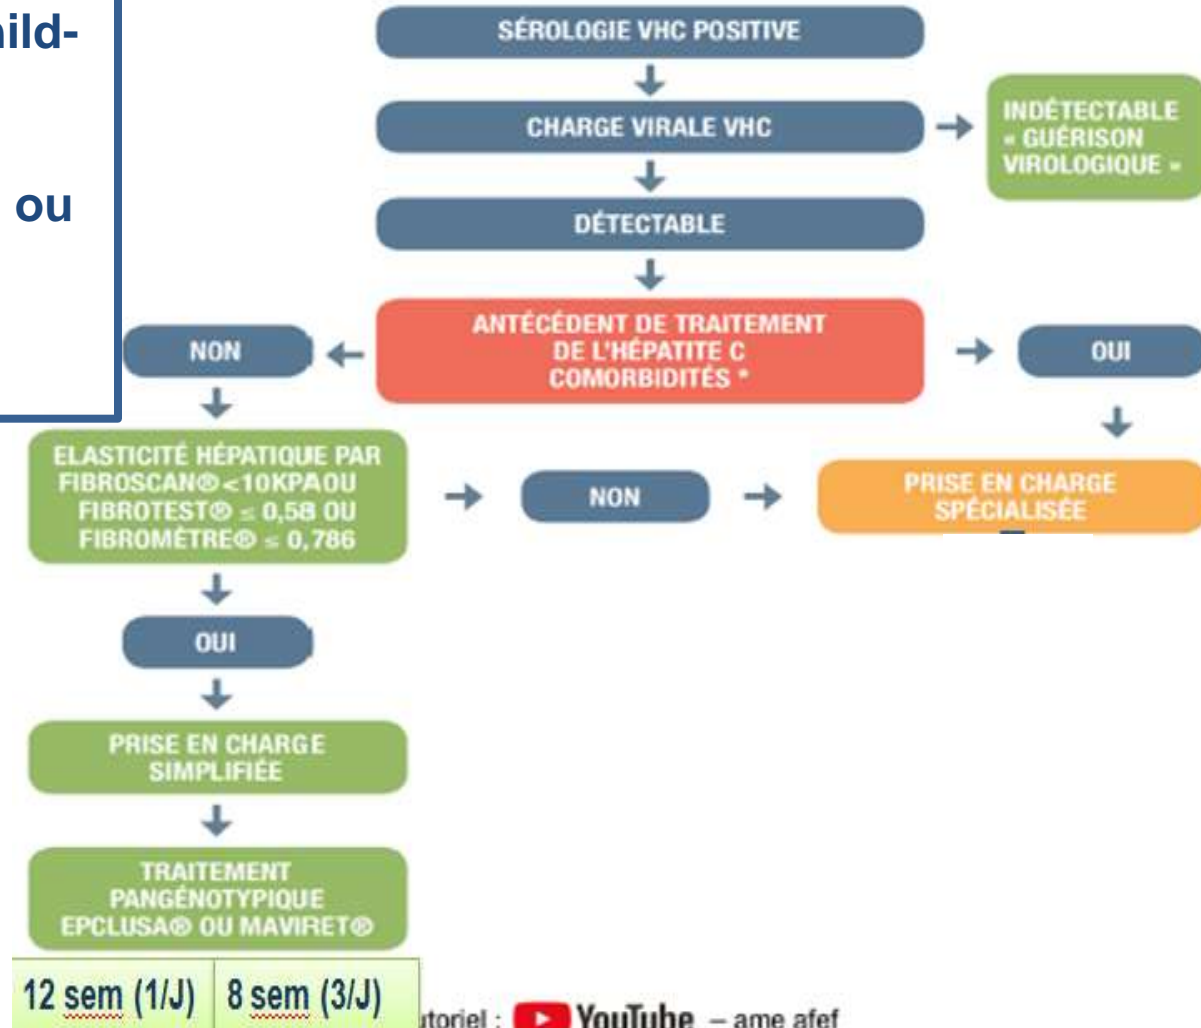 ild-
ou
SÉROLOGIE VHC POSITIVE
CHARGE VIRALE VHC
INDÉTECTABLE
« GUÉRISON
VIROLOGIQUE »
DÉTECTABLE
ANTÉCÉDENT DE TRAITEMENT
DE L'HÉPATITE C
COMORBIDITÉS *
NON
OUI
ELASTICITÉ HÉPATIQUE PAR
FIBROSCAN® <10KPA OU
FIBROTEST® ≤ 0,58 OU
FIBROMÈTRE® ≤ 0,786
NON
PRISE EN CHARGE
SPÉCIALISÉE
OUI
PRISE EN CHARGE
SIMPLIFIÉE
TRAITEMENT
PANGÉNOTYPIQUE
EPCLUSA® OU MAVIRET®
12 sem (1/J) 8 sem (3/J)
utoriel : YouTube – ame afef